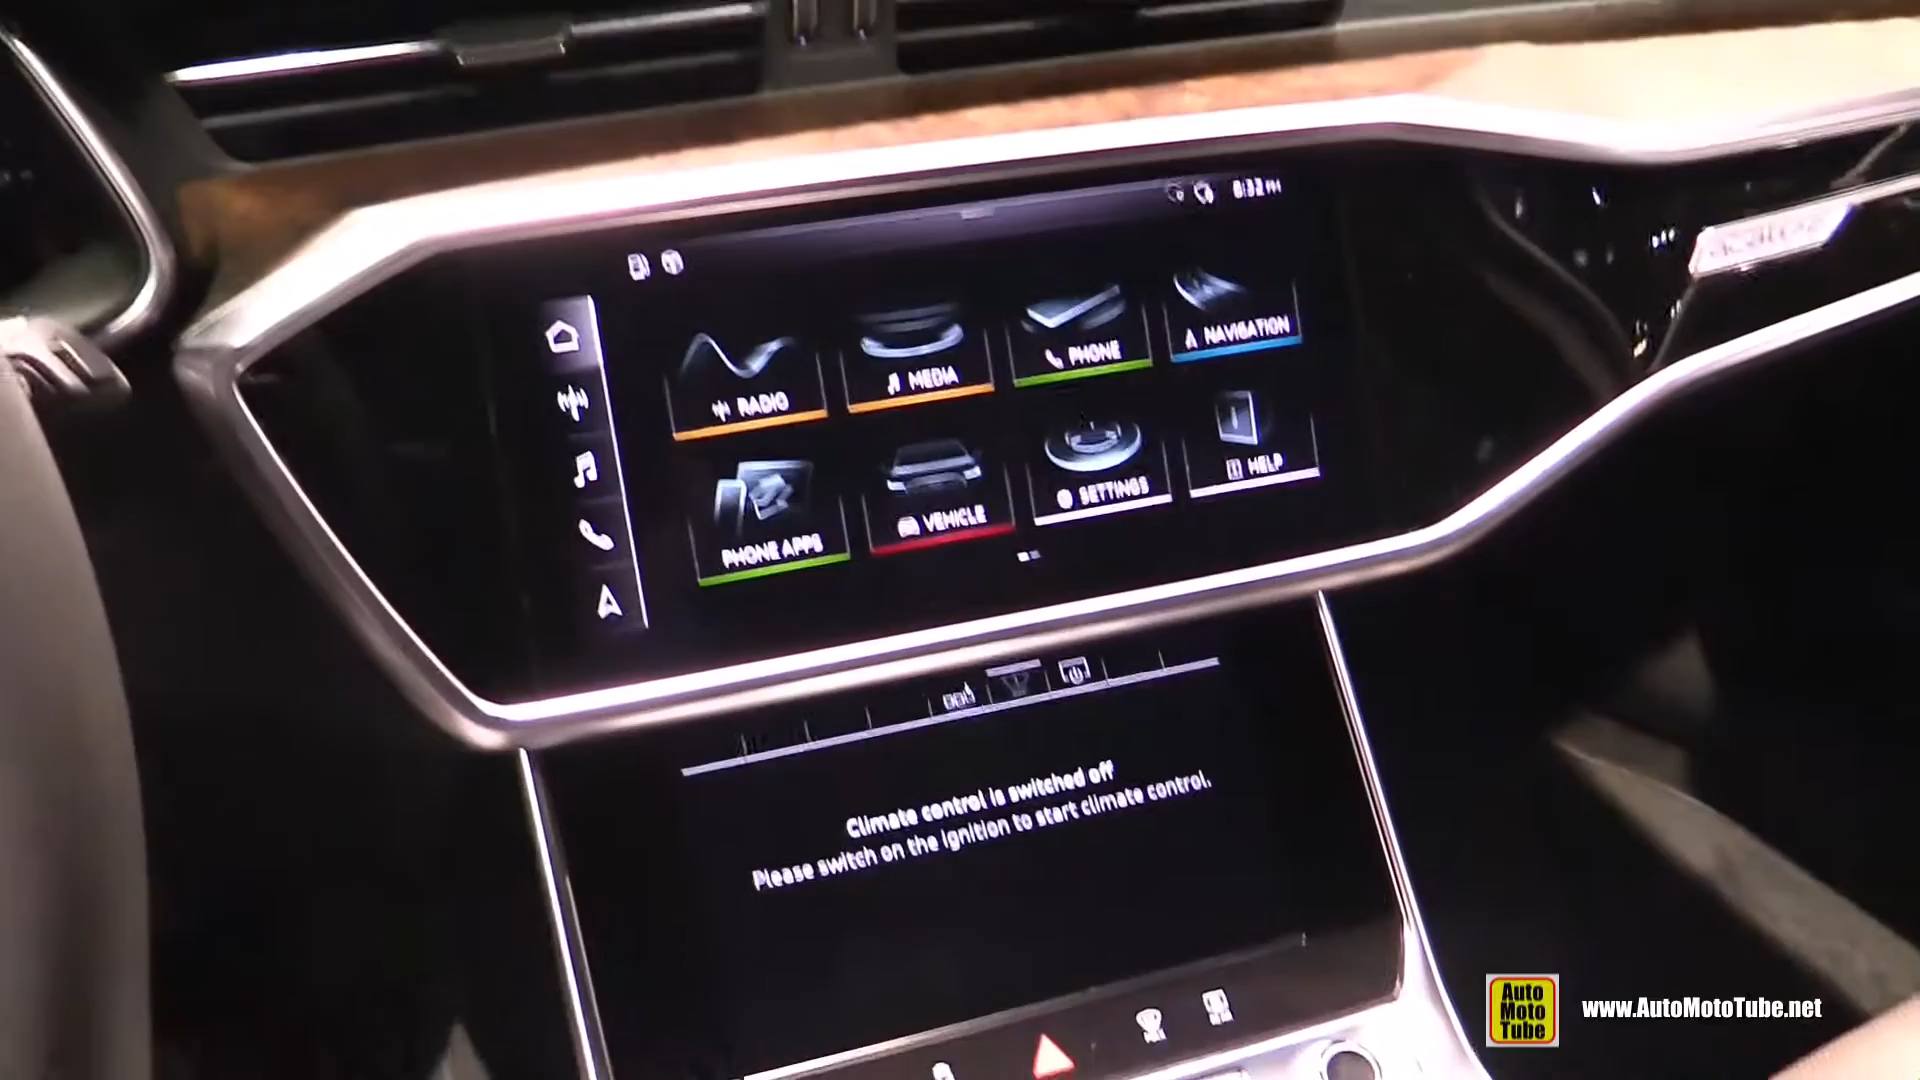 8:32 PM
RADIO
MEDIA
PHONE
NAVIGATION
PHONE APPS
VEHICLE
SETTINGS
HELP
Climate control is switched off
Please switch on the ignition to start climate control.
Auto
Moto
Tube
www.AutoMotoTube.net